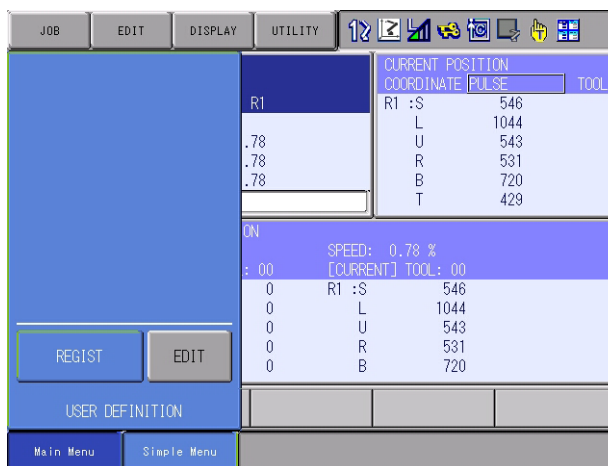 JOB EDIT DISPLAY UTILITY
CURRENT POSITION
COORDINATE PULSE TOOL
R1
R1 :S 546
L 1044
.78 U 543
.78 R 531
.78 B 720
T 429
ON
SPEED: 0.78 %
: 00 [CURRENT] TOOL: 00
0 R1 :S 546
0 L 1044
0 U 543
0 R 531
0 B 720
REGIST EDIT
USER DEFINITION
Main Menu Simple Menu